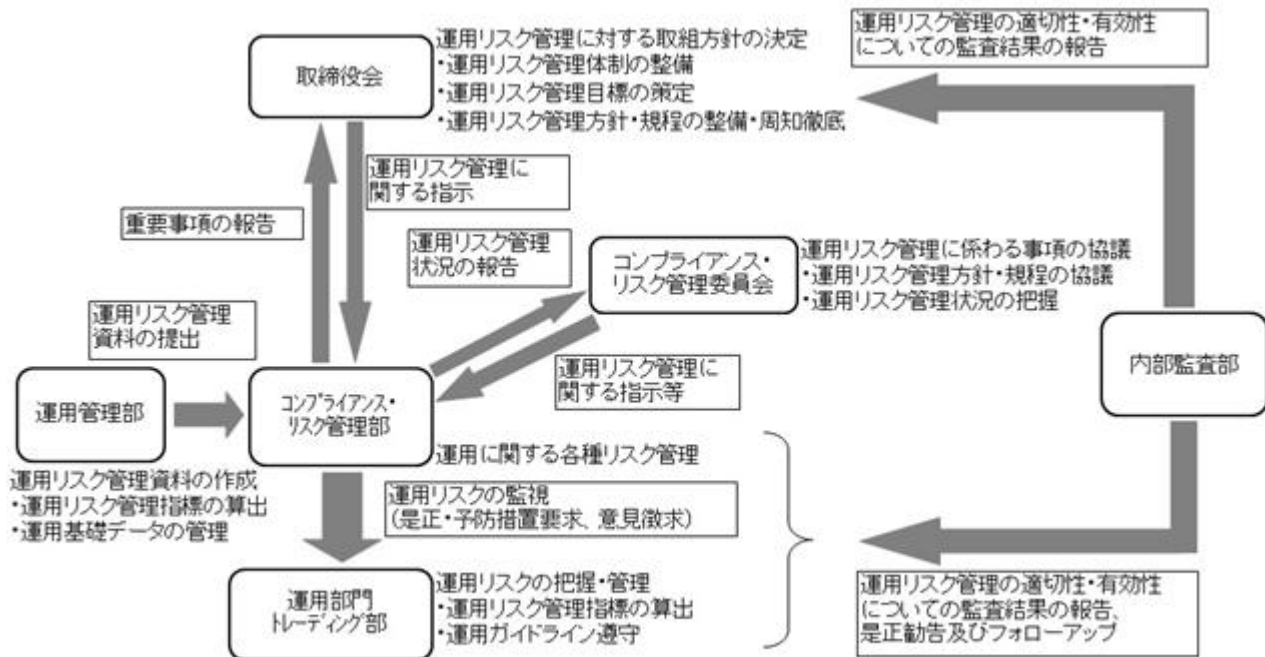 取締役会
運用リスク管理に対する取組方針の決定
・運用リスク管理体制の整備
・運用リスク管理目標の策定
・運用リスク管理方針・規程の整備・周知徹底
運用リスク管理の適切性・有効性
についての監査結果の報告
運用リスク管理に
関する指示
重要事項の報告
運用リスク管理
状況の報告
コンプライアンス・
リスク管理委員会
運用リスク管理に係わる事項の協議
・運用リスク管理方針・規程の協議
・運用リスク管理状況の把握
運用リスク管理
資料の提出
運用リスク管理に
関する指示等
内部監査部
運用管理部
コンプライアンス・
リスク管理部
運用に関する各種リスク管理
運用リスク管理資料の作成
・運用リスク管理指標の算出
・運用基礎データの管理
運用リスクの監視
(是正・予防措置要求、意見徴求)
運用部門
トレーディング部
運用リスクの把握・管理
・運用リスク管理指標の算出
・運用ガイドライン遵守
運用リスク管理の適切性・有効性
についての監査結果の報告、
是正勧告及びフォローアップ